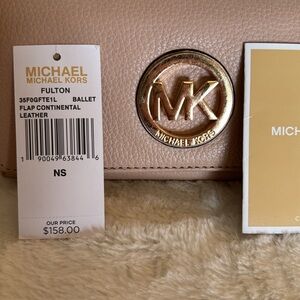 MICHAEL
MICHAEL KORS
FULTON
35F0GFTE1L BALLET
FLAP CONTINENTAL
LEATHER
1 90049 63844 6
NS
OUR PRICE
$158.00
MK
MICHAEL KORS
MICH